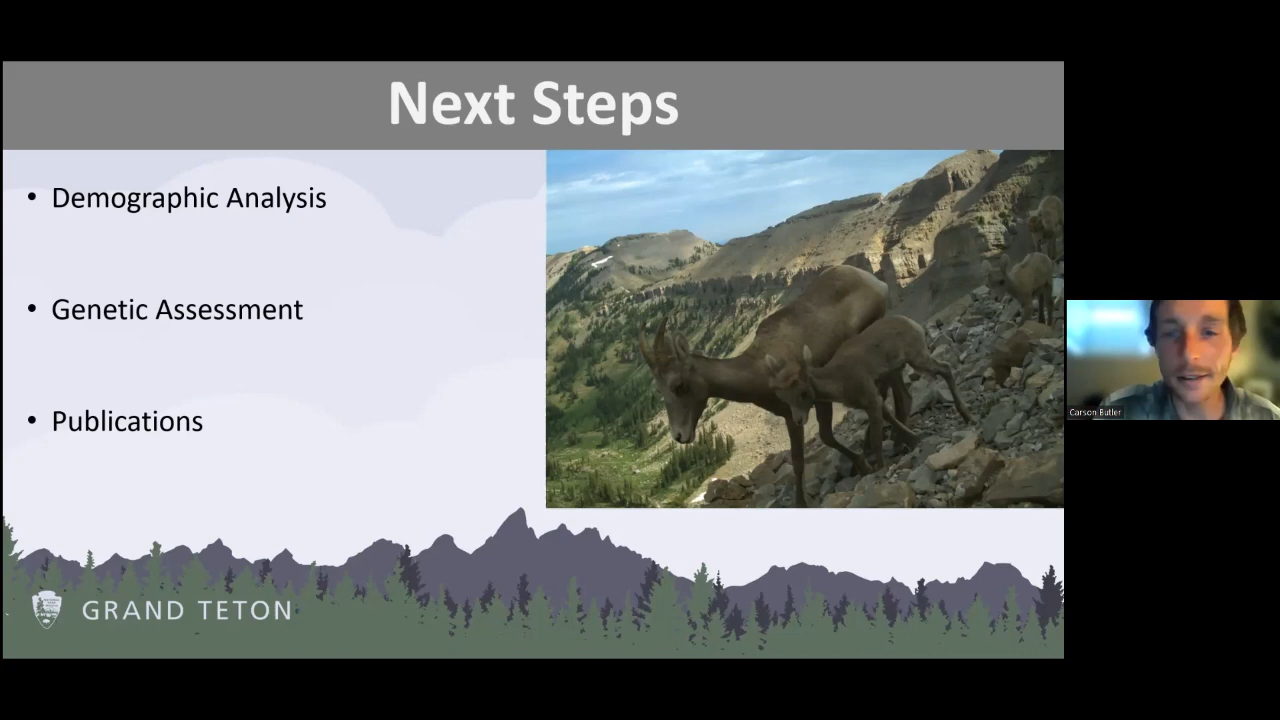 Next Steps
• Demographic Analysis
• Genetic Assessment
• Publications
GRAND TETON
Carson Butler